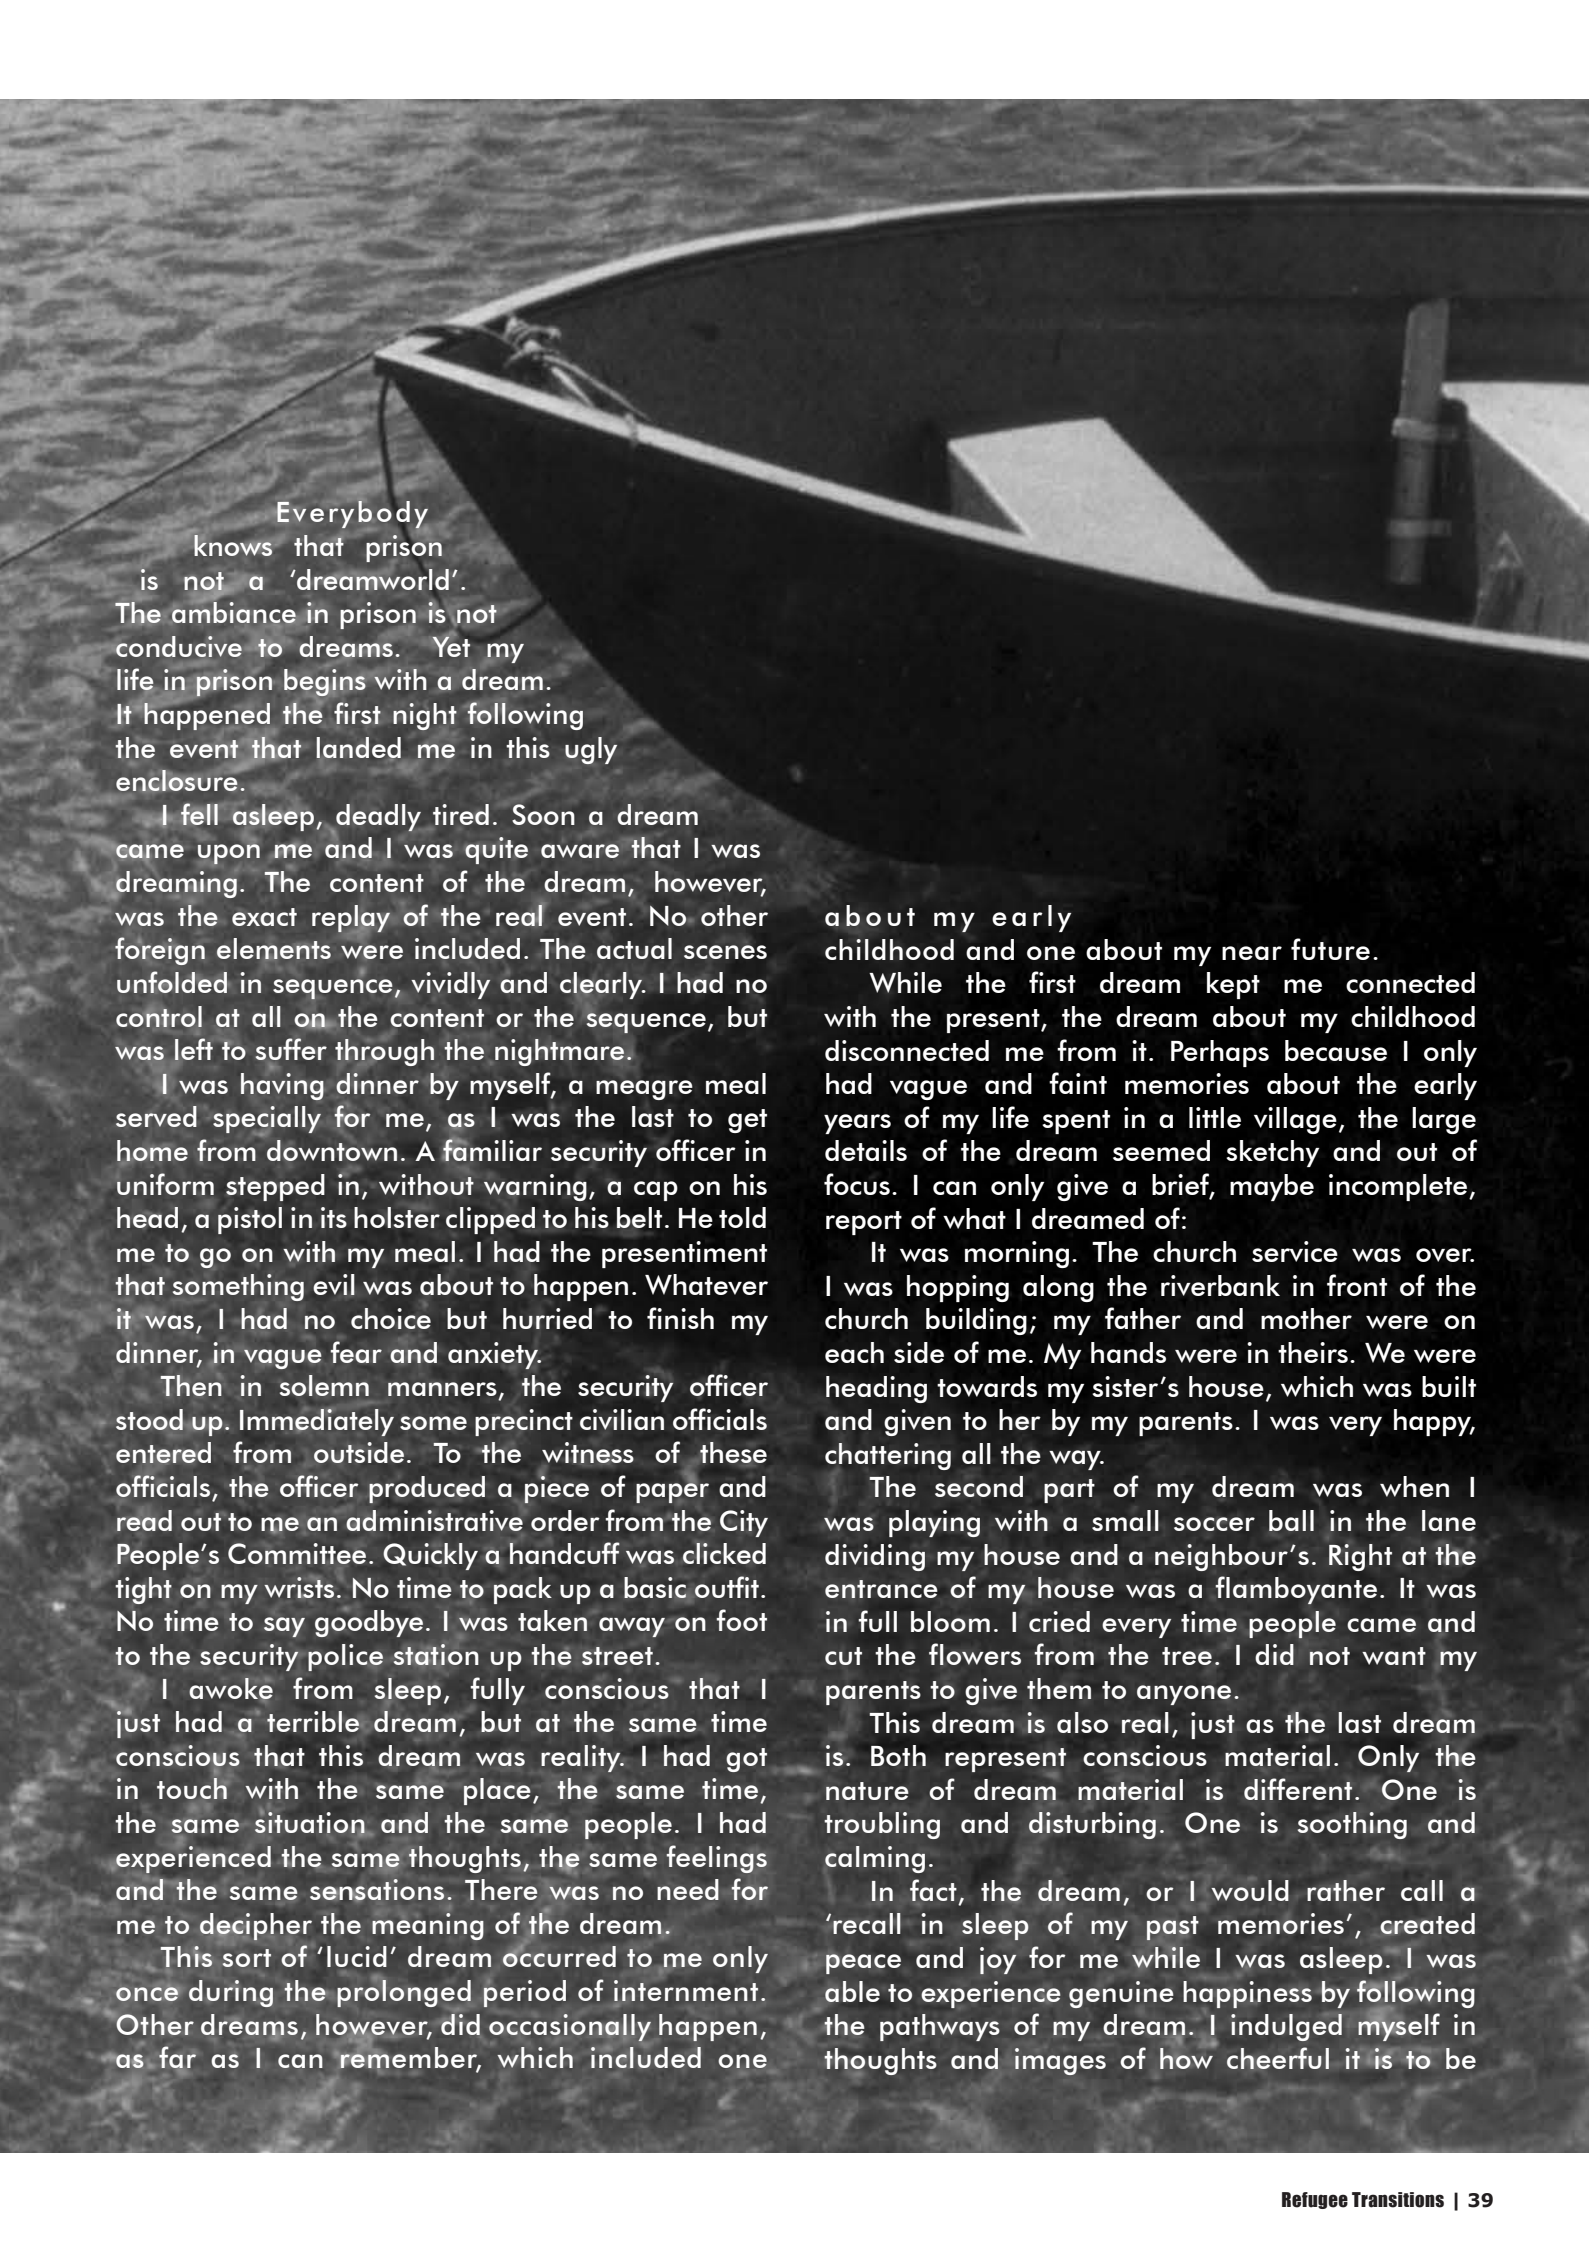 Everybody
knows that prison
is not a ‘dreamworld’.
The ambiance in prison is not
conducive to dreams. Yet my
life in prison begins with a dream.
It happened the first night following
the event that landed me in this ugly
enclosure.
I fell asleep, deadly tired. Soon a dream
came upon me and I was quite aware that I was
dreaming. The content of the dream, however,
was the exact replay of the real event. No other
foreign elements were included. The actual scenes
unfolded in sequence, vividly and clearly. I had no
control at all on the content or the sequence, but
was left to suffer through the nightmare.
I was having dinner by myself, a meagre meal
served specially for me, as I was the last to get
home from downtown. A familiar security officer in
uniform stepped in, without warning, a cap on his
head, a pistol in its holster clipped to his belt. He told
me to go on with my meal. I had the presentiment
that something evil was about to happen. Whatever
it was, I had no choice but hurried to finish my
dinner, in vague fear and anxiety.
Then in solemn manners, the security officer
stood up. Immediately some precinct civilian officials
entered from outside. To the witness of these
officials, the officer produced a piece of paper and
read out to me an administrative order from the City
People’s Committee. Quickly a handcuff was clicked
tight on my wrists. No time to pack up a basic outfit.
No time to say goodbye. I was taken away on foot
to the security police station up the street.
I awoke from sleep, fully conscious that I
just had a terrible dream, but at the same time
conscious that this dream was reality. I had got
in touch with the same place, the same time,
the same situation and the same people. I had
experienced the same thoughts, the same feelings
and the same sensations. There was no need for
me to decipher the meaning of the dream.
This sort of ‘lucid’ dream occurred to me only
once during the prolonged period of internment.
Other dreams, however, did occasionally happen,
as far as I can remember, which included one
about my early
childhood and one about my near future.
While the first dream kept me connected
with the present, the dream about my childhood
disconnected me from it. Perhaps because I only
had vague and faint memories about the early
years of my life spent in a little village, the large
details of the dream seemed sketchy and out of
focus. I can only give a brief, maybe incomplete,
report of what I dreamed of:
It was morning. The church service was over.
I was hopping along the riverbank in front of the
church building; my father and mother were on
each side of me. My hands were in theirs. We were
heading towards my sister’s house, which was built
and given to her by my parents. I was very happy,
chattering all the way.
The second part of my dream was when I
was playing with a small soccer ball in the lane
dividing my house and a neighbour’s. Right at the
entrance of my house was a flamboyante. It was
in full bloom. I cried every time people came and
cut the flowers from the tree. I did not want my
parents to give them to anyone.
This dream is also real, just as the last dream
is. Both represent conscious material. Only the
nature of dream material is different. One is
troubling and disturbing. One is soothing and
calming.
In fact, the dream, or I would rather call a
‘recall in sleep of my past memories’, created
peace and joy for me while I was asleep. I was
able to experience genuine happiness by following
the pathways of my dream. I indulged myself in
thoughts and images of how cheerful it is to be
Refugee Transitions | 39